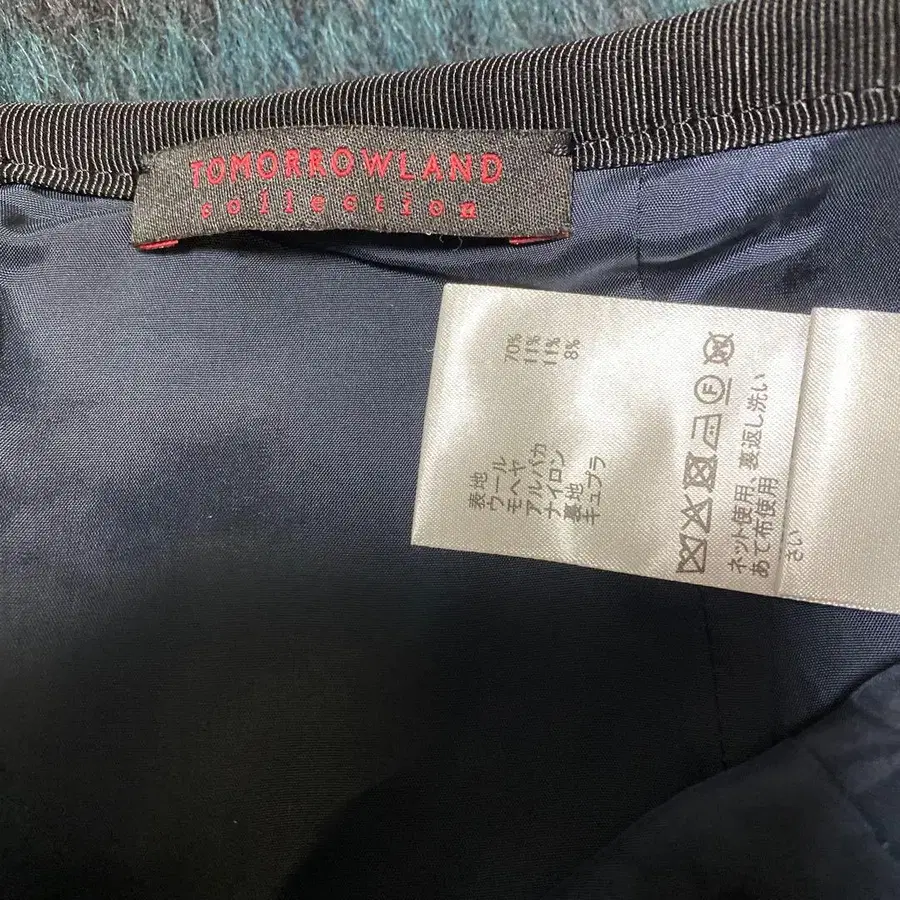 TOMORROWLAND
collection
表地
ウール 70%
モヘヤ 11%
アルパカ 11%
ナイロン 8%
裏地
キュプラ
F
ネット使用、裏返し洗い
あて布使用
さい